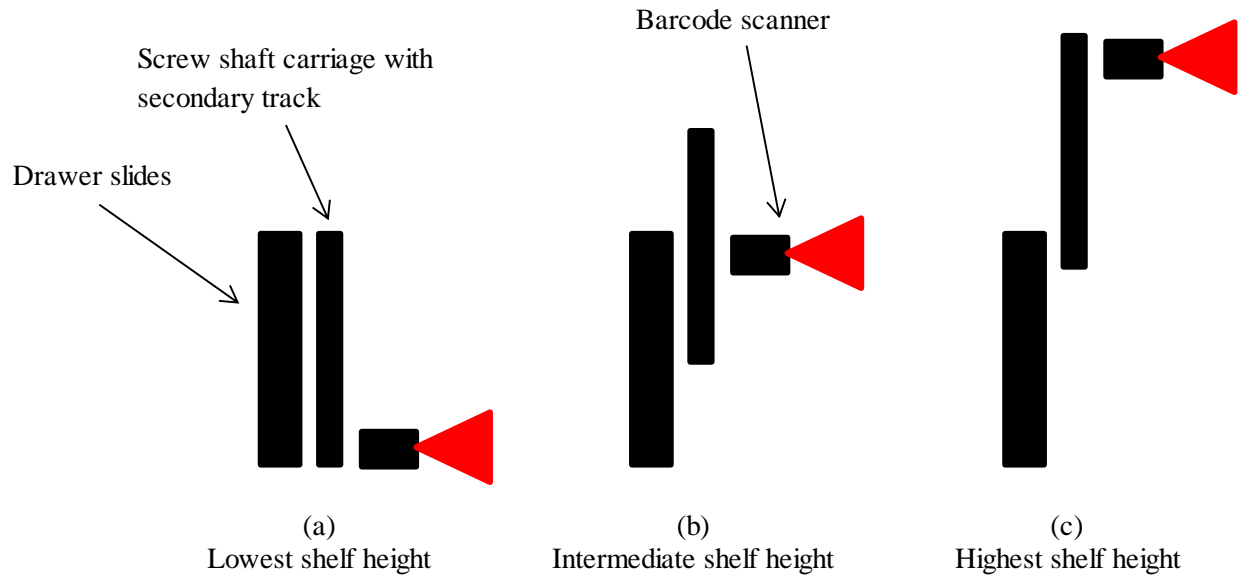 Barcode scanner
Screw shaft carriage with
secondary track
Drawer slides
(a)
Lowest shelf height
(b)
Intermediate shelf height
(c)
Highest shelf height